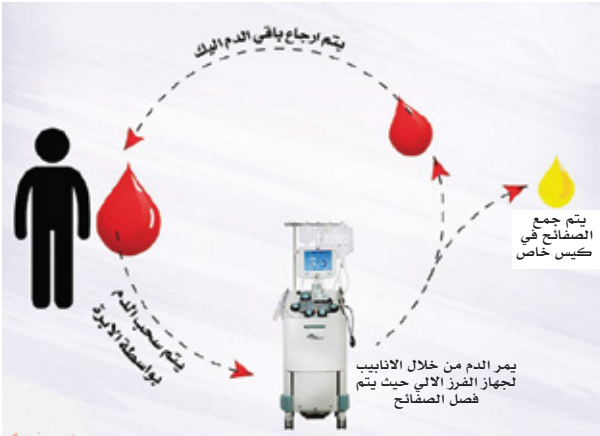 يتم ارجاع باقي الدم اليك
يتم جمع
الصفائح في
كيس خاص
يتم سحب الدم
بواسطة الابرة
يمر الدم من خلال الانابيب
لجهاز الفرز الالي حيث يتم
فصل الصفائح